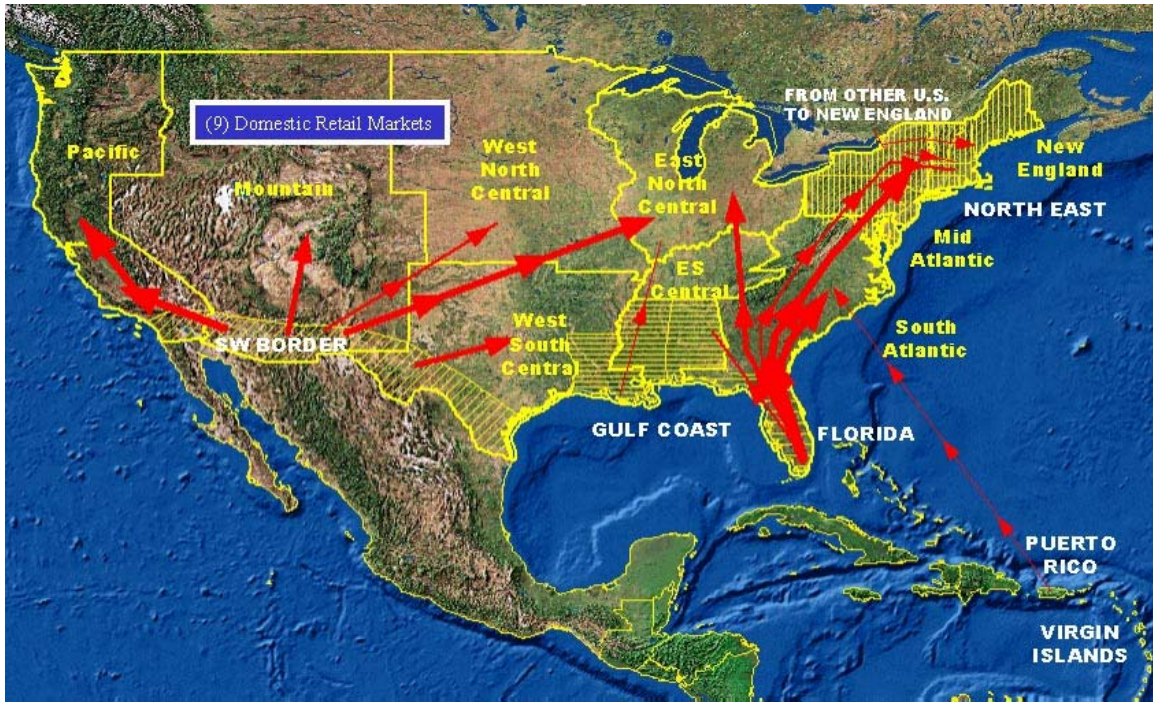 (9) Domestic Retail Markets
FROM OTHER U.S.
TO NEW ENGLAND
Pacific
Mountain
West
North
Central
East
North
Central
New
England
NORTH EAST
Mid
Atlantic
ES
Central
SW BORDER
West
South
Central
South
Atlantic
GULF COAST
FLORIDA
PUERTO
RICO
VIRGIN
ISLANDS